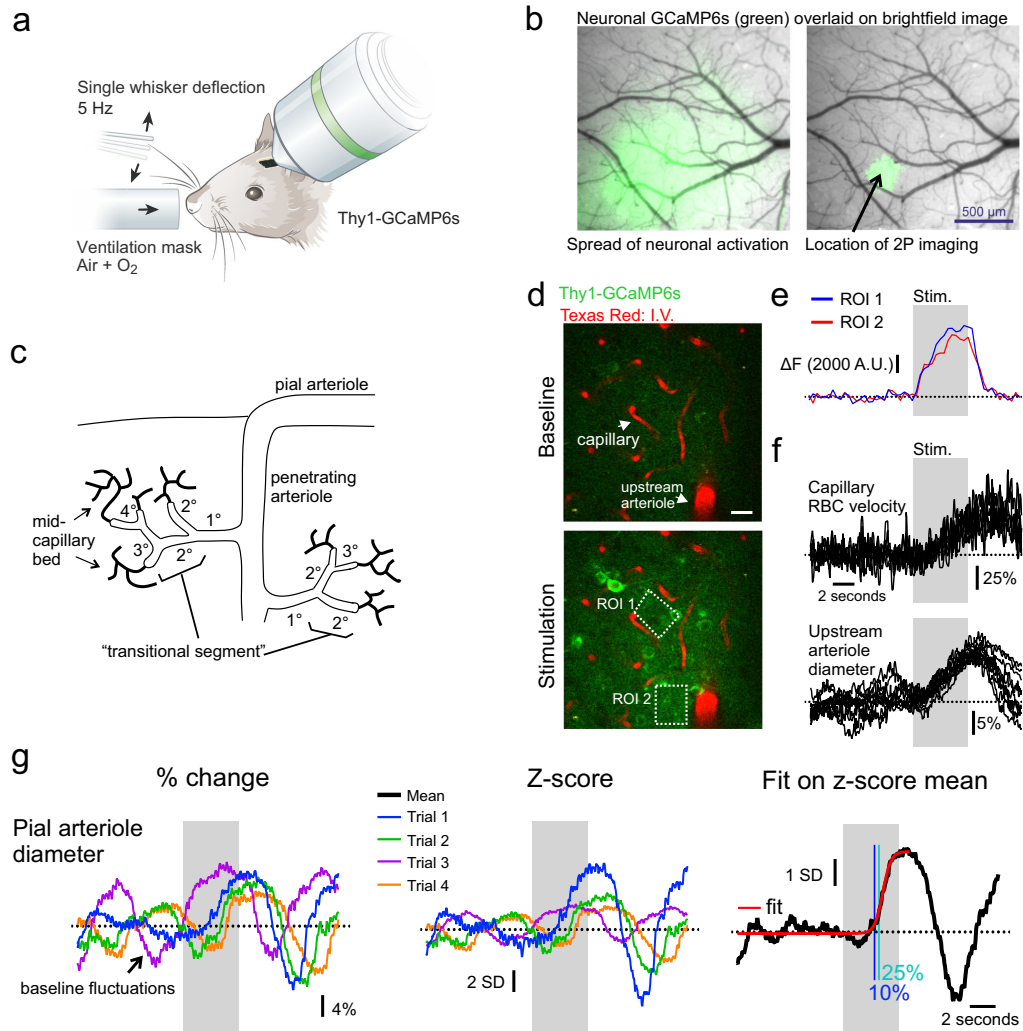 a
Single whisker deflection
5 Hz
Thy1-GCaMP6s
Ventilation mask
Air + O2
b
Neuronal GCaMP6s (green) overlaid on brightfield image
500 µm
Spread of neuronal activation
Location of 2P imaging
c
pial arteriole
penetrating
arteriole
mid-
capillary
bed
4°
2°
1°
3°
2°
3°
2°
1°
2°
"transitional segment"
d
Thy1-GCaMP6s
Texas Red: I.V.
Baseline
capillary
upstream
arteriole
Stimulation
ROI 1
ROI 2
e
ROI 1
ROI 2
Stim.
ΔF (2000 A.U.)
f
Stim.
Capillary
RBC velocity
2 seconds
25%
Upstream
arteriole
diameter
5%
g
% change
Z-score
Fit on z-score mean
Pial arteriole
diameter
Mean
Trial 1
Trial 2
Trial 3
Trial 4
baseline fluctuations
4%
2 SD
1 SD
fit
25%
10%
2 seconds